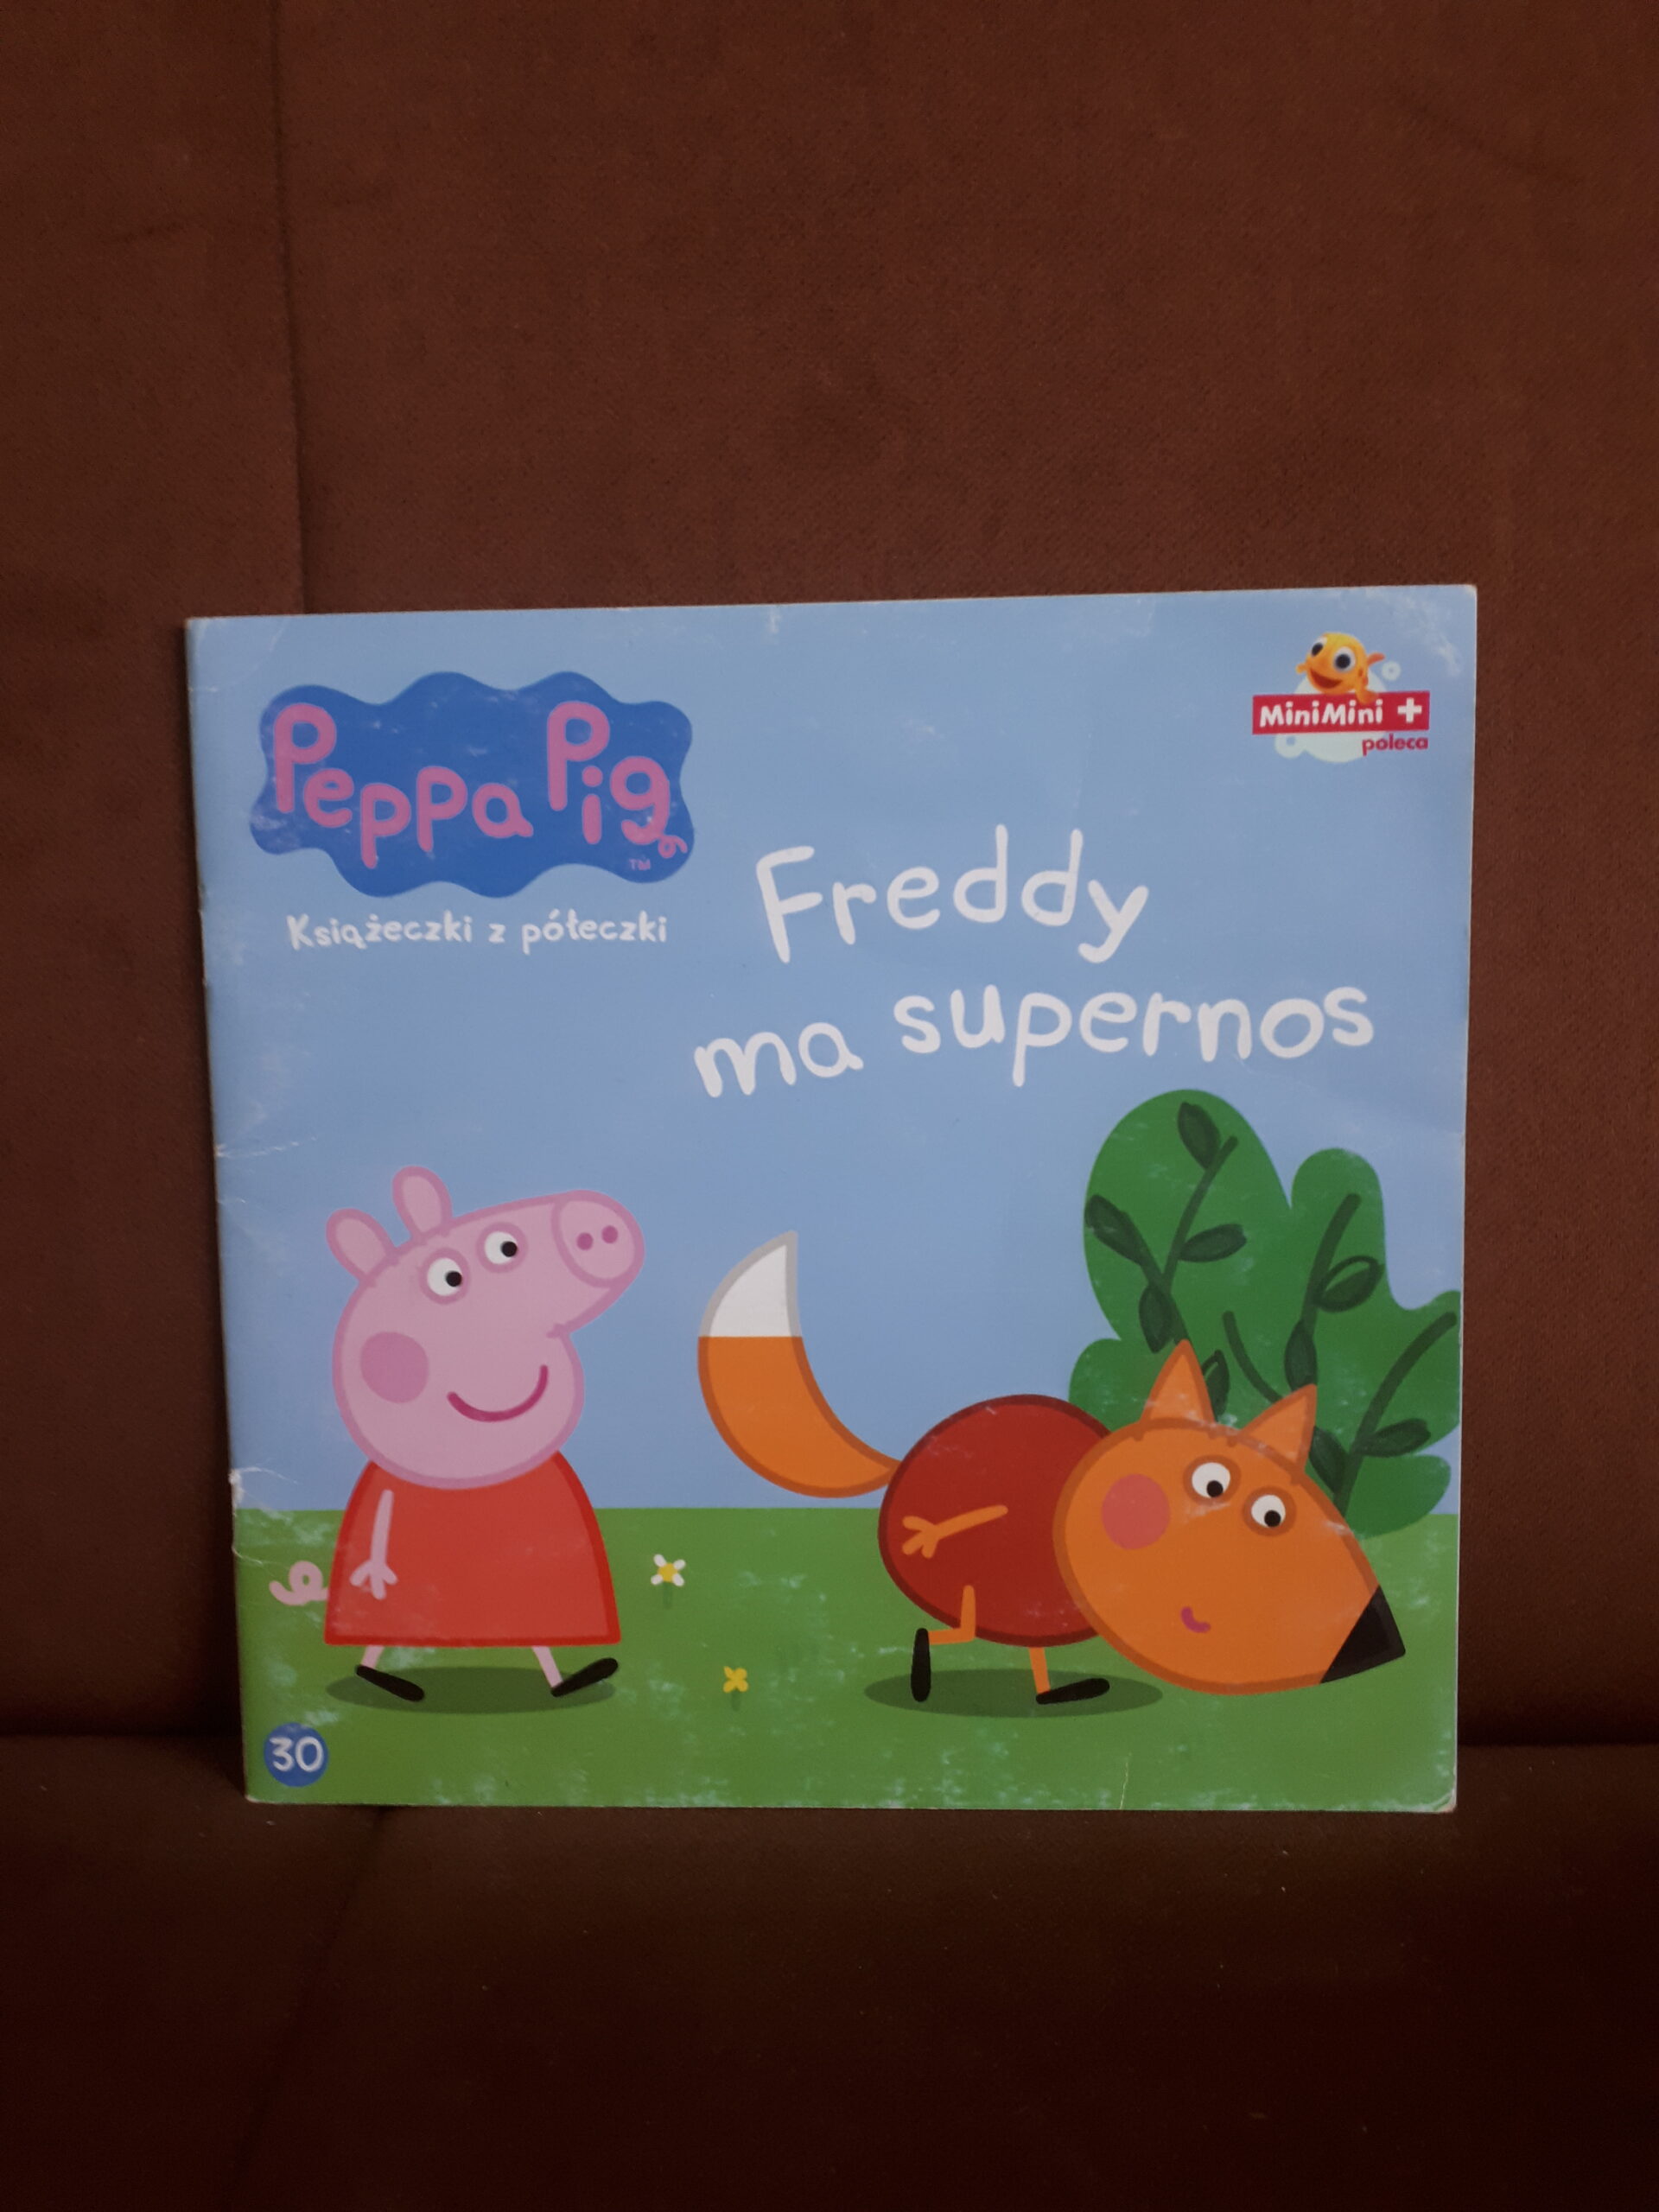 Peppa Pig
TM
Książeczki z półeczki
MiniMini +
poleca
Freddy
ma supernos
30